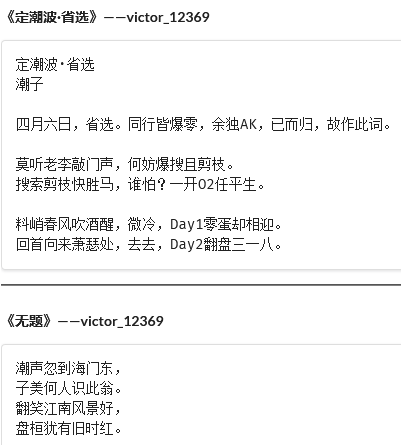 《定潮波·省选》——victor_12369
定潮波·省选
潮子
四月六日，省选。同行皆爆零，余独AK，已而归，故作此词。
莫听老李敲门声，何妨爆搜且剪枝。
搜索剪枝快胜马，谁怕？一开O2任平生。
料峭春风吹酒醒，微冷，Day1零蛋却相迎。
回首向来萧瑟处，去去，Day2翻盘三一八。
《无题》——victor_12369
潮声忽到海门东，
子美何人识此翁。
翻笑江南风景好，
盘桓犹有旧时红。